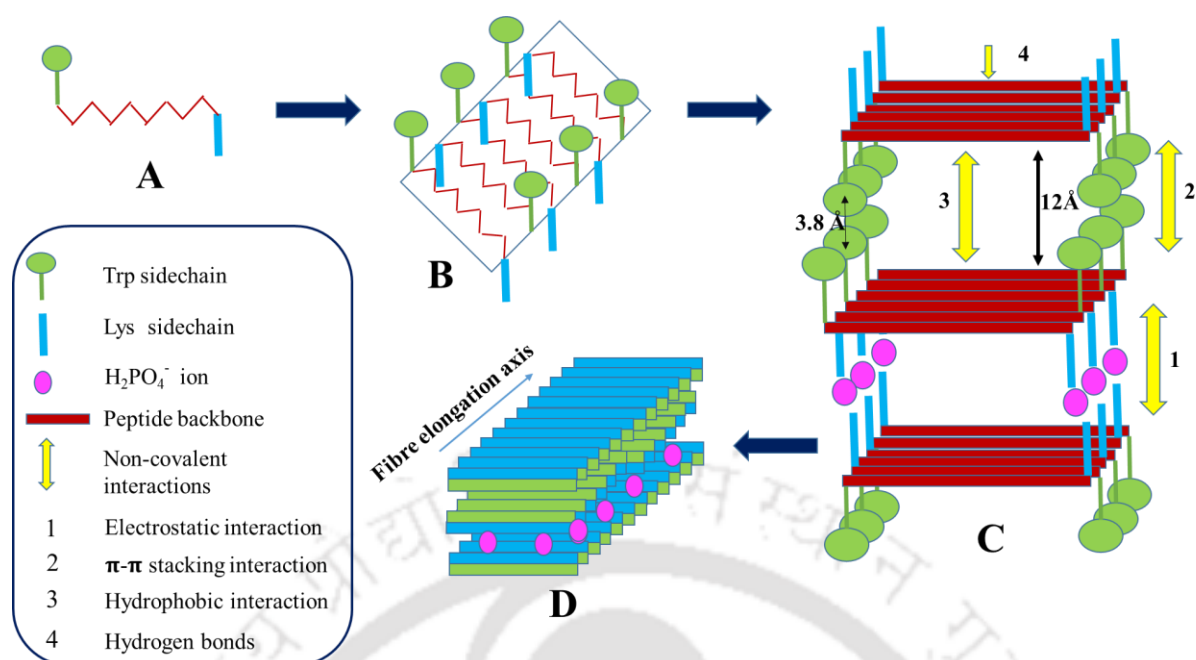 A
B
4
3
12Å
2
3.8 Å
1
C
Fibre elongation axis
D
Trp sidechain
Lys sidechain
H₂PO₄⁻ ion
Peptide backbone
Non-covalent
interactions
1 Electrostatic interaction
2 π-π stacking interaction
3 Hydrophobic interaction
4 Hydrogen bonds